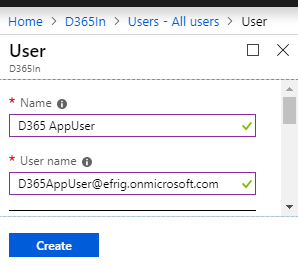 Home > D365In > Users - All users > User
User
D365In
* Name
D365 AppUser
* User name
D365AppUser@efrig.onmicrosoft.com
Create